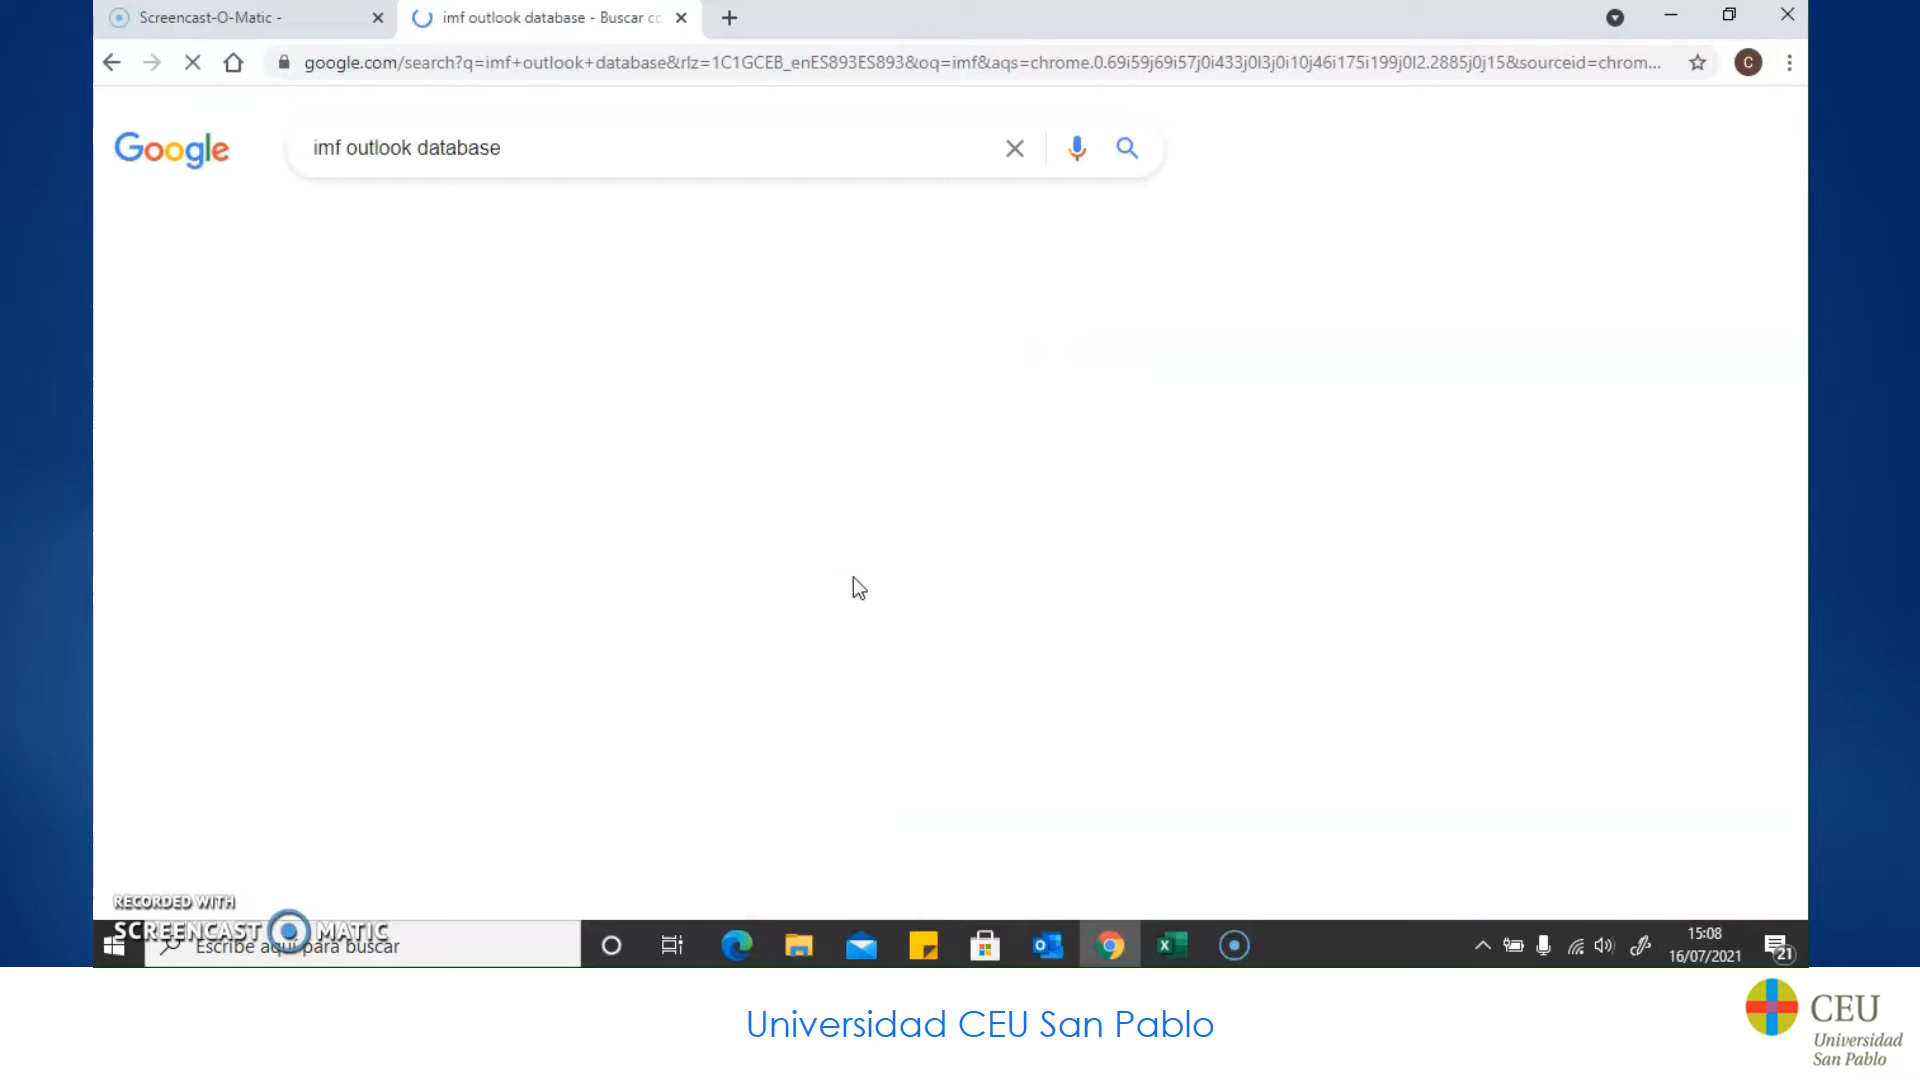 Screencast-O-Matic -
imf outlook database - Buscar co
google.com/search?q=imf+outlook+database&rlz=1C1GCEB_enES893ES893&oq=imf&aqs=chrome.0.69i59j69i57j0i433j0l3j0i10j46i175i199j0l2.2885j0j15&sourceid=chrom...
C
Google
imf outlook database
RECORDED WITH
SCREENCAST MATIC
Escribe aquí para buscar
15:08
16/07/2021
21
Universidad CEU San Pablo
CEU
Universidad
San Pablo